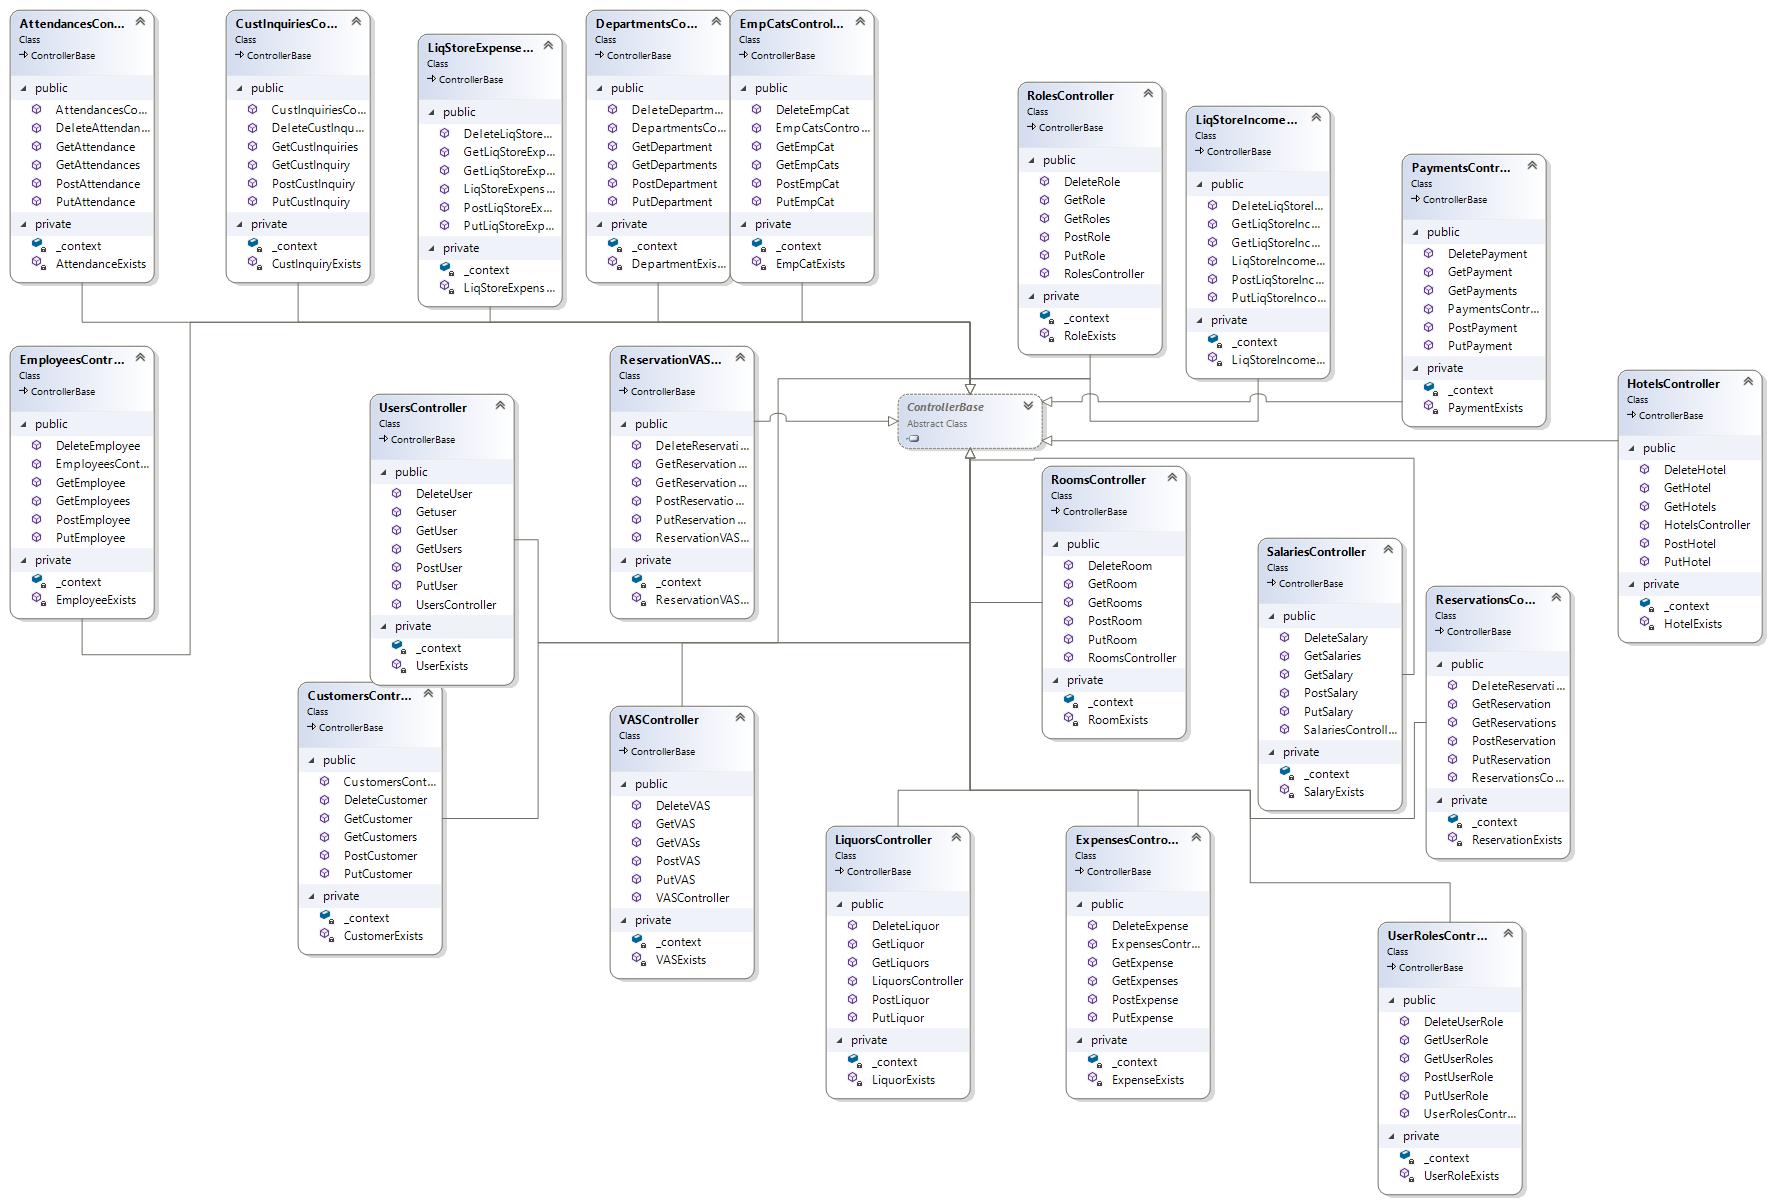 AttendancesCon...
Class
ControllerBase
public
AttendancesCo...
DeleteAttendan...
GetAttendance
GetAttendances
PostAttendance
PutAttendance
private
_context
AttendanceExists
CustInquiriesCo...
Class
ControllerBase
public
CustInquiriesCo...
DeleteCustInqu...
GetCustInquiries
GetCustInquiry
PostCustInquiry
PutCustInquiry
private
_context
CustInquiryExists
LiqStoreExpense...
Class
ControllerBase
public
DeleteLiqStore...
GetLiqStoreExp...
GetLiqStoreExp...
LiqStoreExpens...
PostLiqStoreEx...
PutLiqStoreExp...
private
_context
LiqStoreExpens...
DepartmentsCo...
Class
ControllerBase
public
DeleteDepartm...
DepartmentsCo...
GetDepartment
GetDepartments
PostDepartment
PutDepartment
private
_context
DepartmentExis...
EmpCatsControl...
Class
ControllerBase
public
DeleteEmpCat
EmpCatsContro...
GetEmpCat
GetEmpCats
PostEmpCat
PutEmpCat
private
_context
EmpCatExists
RolesController
Class
ControllerBase
public
DeleteRole
GetRole
GetRoles
PostRole
PutRole
RolesController
private
_context
RoleExists
LiqStoreIncome...
Class
ControllerBase
public
DeleteLiqStoreI...
GetLiqStoreInc...
GetLiqStoreInc...
LiqStoreIncome...
PostLiqStoreInc...
PutLiqStoreInco...
private
_context
LiqStoreIncome...
PaymentsContr...
Class
ControllerBase
public
DeletePayment
GetPayment
GetPayments
PaymentsContr...
PostPayment
PutPayment
private
_context
PaymentExists
EmployeesContr...
Class
ControllerBase
public
DeleteEmployee
EmployeesCont...
GetEmployee
GetEmployees
PostEmployee
PutEmployee
private
_context
EmployeeExists
UsersController
Class
ControllerBase
public
DeleteUser
Getuser
GetUser
GetUsers
PostUser
PutUser
UsersController
private
_context
UserExists
ReservationVAS...
Class
ControllerBase
public
DeleteReservati...
GetReservation...
GetReservation...
PostReservatio...
PutReservation...
ReservationVAS...
private
_context
ReservationVAS...
ControllerBase
Abstract Class
HotelsController
Class
ControllerBase
public
DeleteHotel
GetHotel
GetHotels
HotelsController
PostHotel
PutHotel
private
_context
HotelExists
RoomsController
Class
ControllerBase
public
DeleteRoom
GetRoom
GetRooms
PostRoom
PutRoom
RoomsController
private
_context
RoomExists
SalariesController
Class
ControllerBase
public
DeleteSalary
GetSalaries
GetSalary
PostSalary
PutSalary
SalariesControll...
private
_context
SalaryExists
ReservationsCo...
Class
ControllerBase
public
DeleteReservati...
GetReservation
GetReservations
PostReservation
PutReservation
ReservationsCo...
private
_context
ReservationExists
CustomersContr...
Class
ControllerBase
public
CustomersCont...
DeleteCustomer
GetCustomer
GetCustomers
PostCustomer
PutCustomer
private
_context
CustomerExists
VASController
Class
ControllerBase
public
DeleteVAS
GetVAS
GetVASs
PostVAS
PutVAS
VASController
private
_context
VASExists
LiquorsController
Class
ControllerBase
public
DeleteLiquor
GetLiquor
GetLiquors
LiquorsController
PostLiquor
PutLiquor
private
_context
LiquorExists
ExpensesContro...
Class
ControllerBase
public
DeleteExpense
ExpensesContr...
GetExpense
GetExpenses
PostExpense
PutExpense
private
_context
ExpenseExists
UserRolesContr...
Class
ControllerBase
public
DeleteUserRole
GetUserRole
GetUserRoles
PostUserRole
PutUserRole
UserRolesContr...
private
_context
UserRoleExists